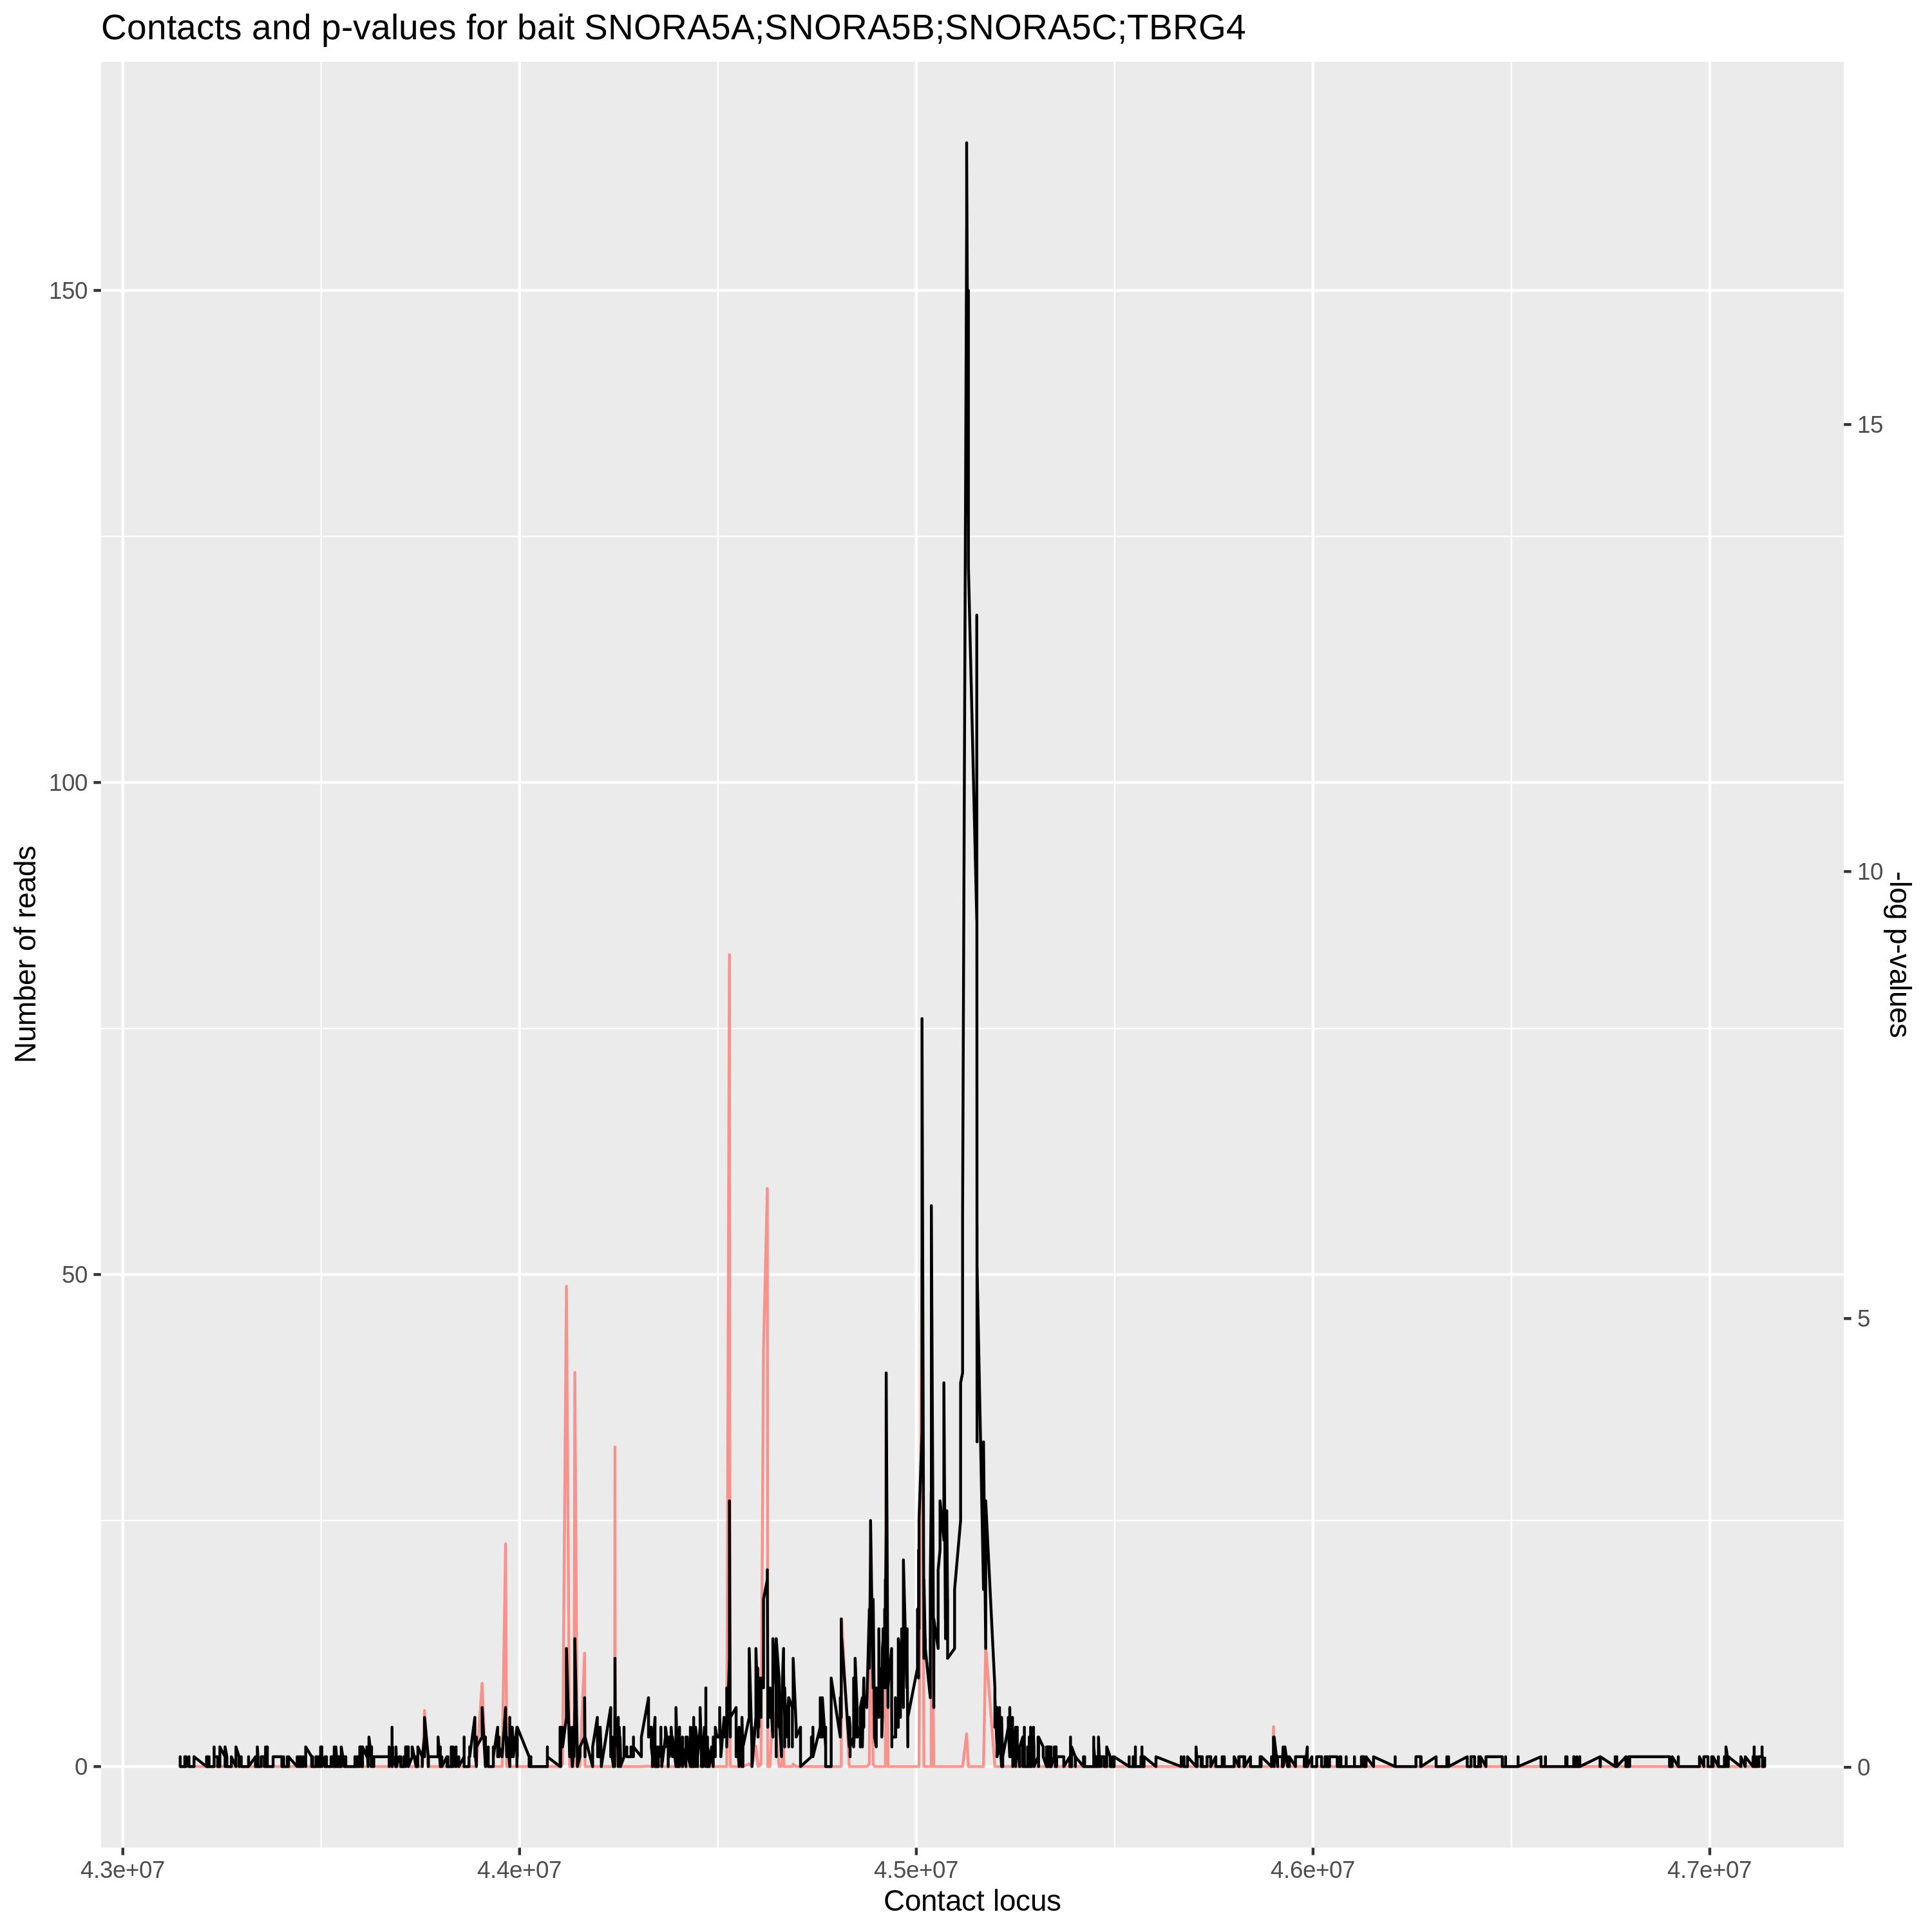 Contacts and p-values for bait SNORA5A;SNORA5B;SNORA5C;TBRG4
150
100
50
0
Number of reads
15
10
5
0
-log p-values
4.3e+07
4.4e+07
4.5e+07
4.6e+07
4.7e+07
Contact locus